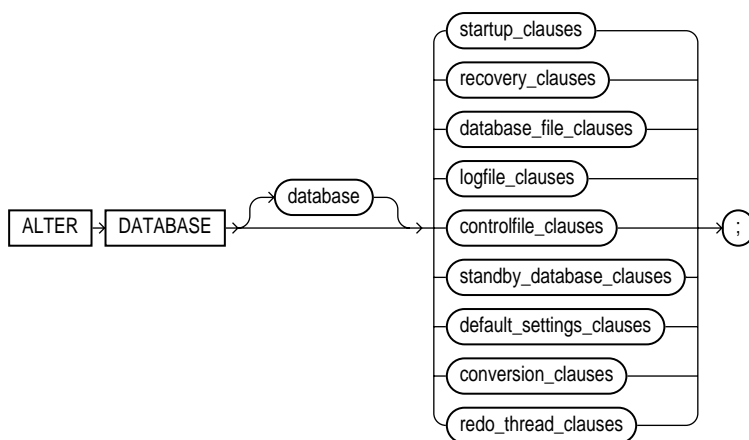 startup_clauses
recovery_clauses
database_file_clauses
logfile_clauses
database
ALTER DATABASE controlfile_clauses ;
standby_database_clauses
default_settings_clauses
conversion_clauses
redo_thread_clauses